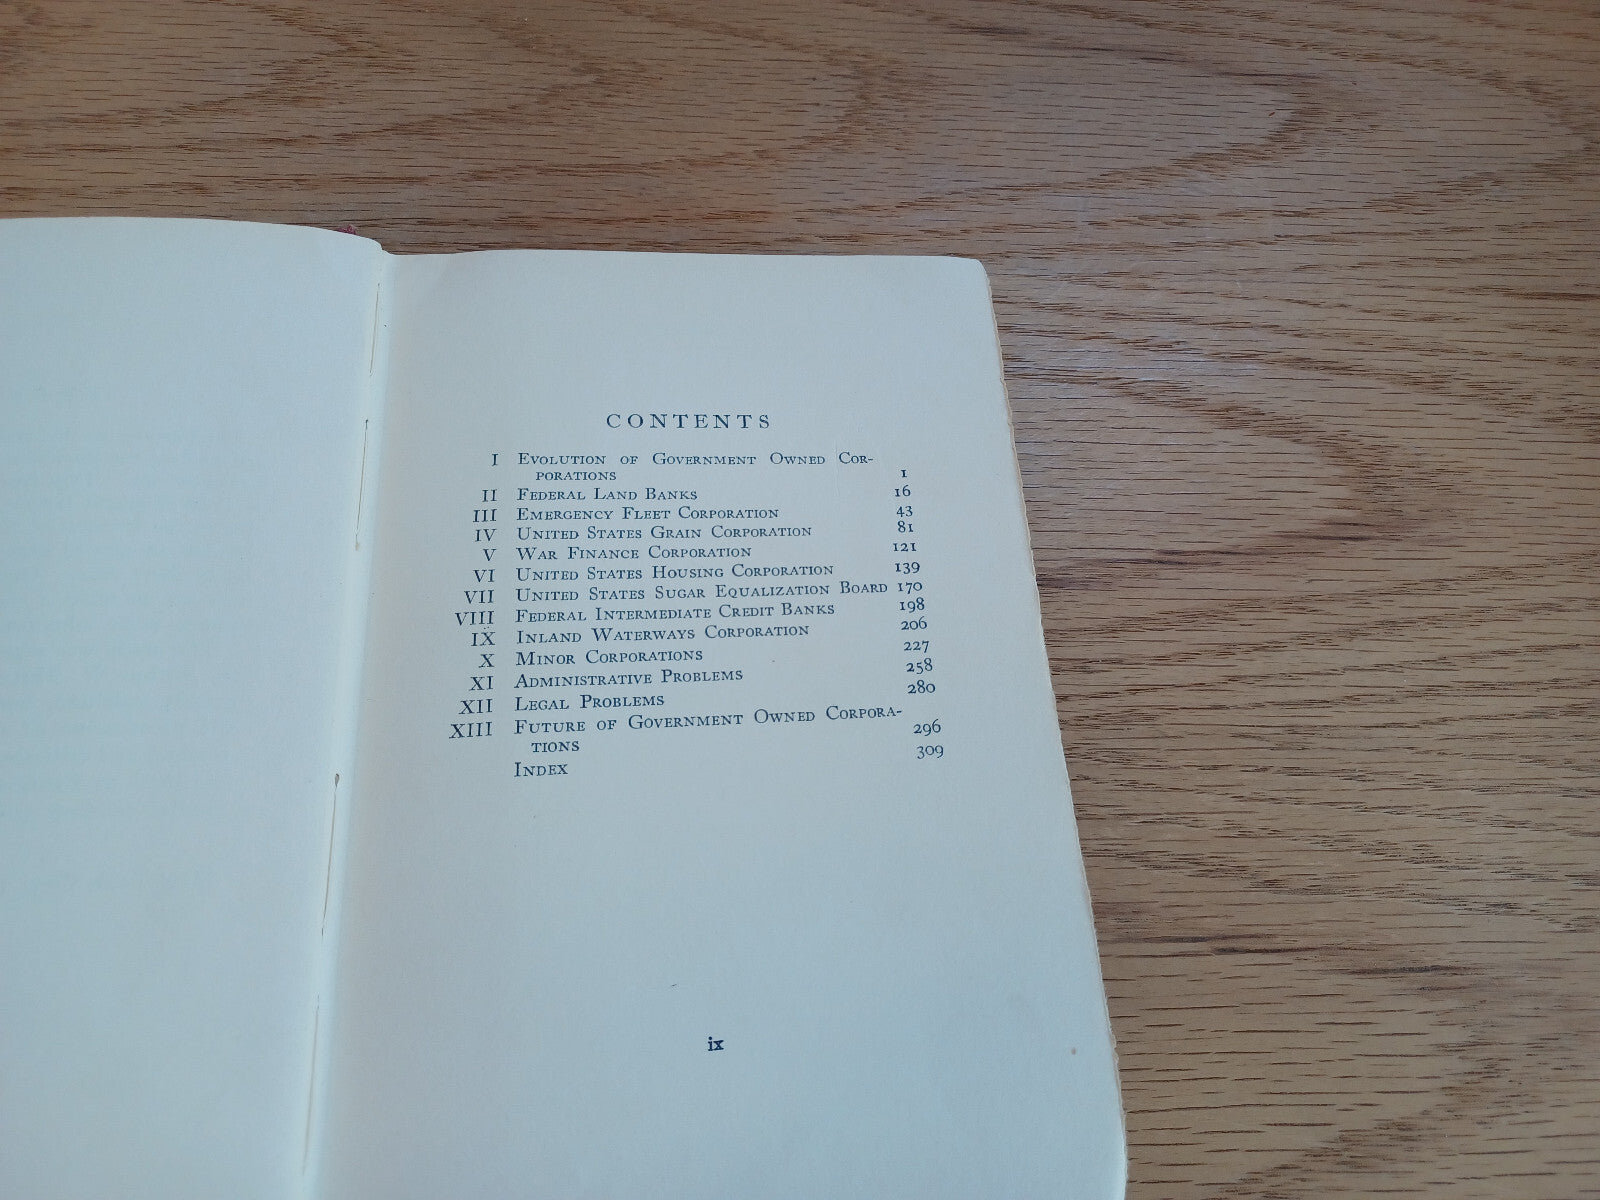 CONTENTS
I Evolution of Government Owned Cor-
porations 1
II Federal Land Banks 16
III Emergency Fleet Corporation 43
IV United States Grain Corporation 81
V War Finance Corporation 121
VI United States Housing Corporation 139
VII United States Sugar Equalization Board 170
VIII Federal Intermediate Credit Banks 198
IX Inland Waterways Corporation 206
X Minor Corporations 227
XI Administrative Problems 258
XII Legal Problems 280
XIII Future of Government Owned Corpora-
tions 296
Index 309
ix